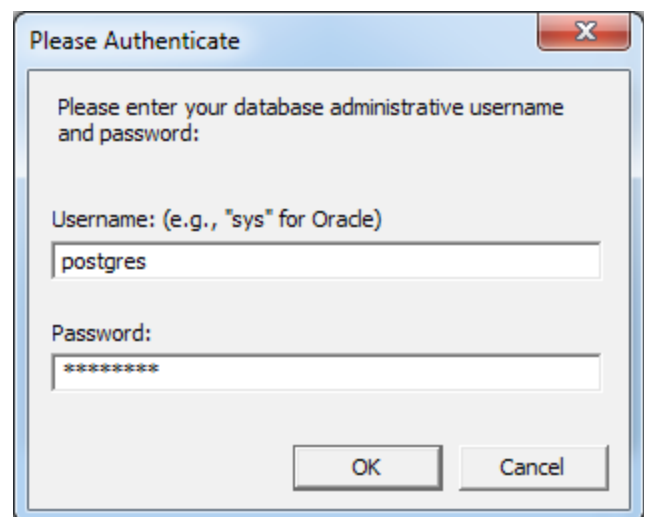 Please Authenticate
Please enter your database administrative username
and password:
Username: (e.g., "sys" for Oracle)
postgres
Password:
********
OK
Cancel